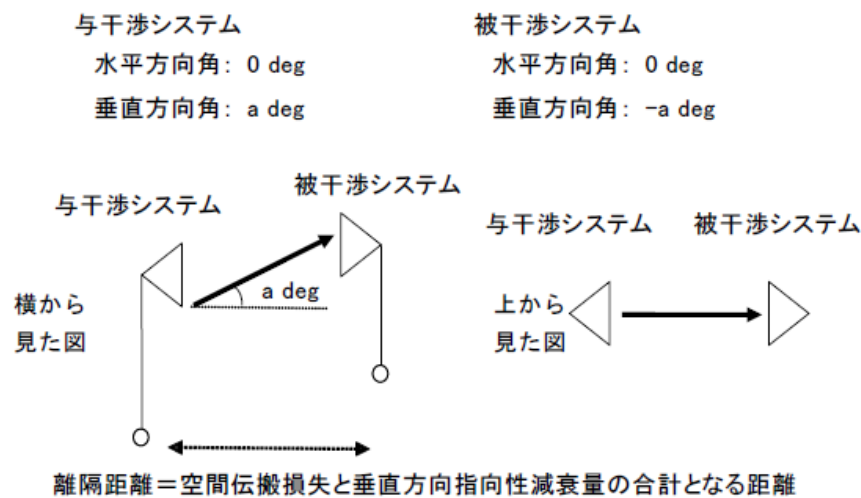 与干渉システム
水平方向角: 0 deg
垂直方向角: a deg
被干渉システム
水平方向角: 0 deg
垂直方向角: -a deg
与干渉システム
被干渉システム
a deg
横から
見た図
与干渉システム
被干渉システム
上から
見た図
離隔距離＝空間伝搬損失と垂直方向指向性減衰量の合計となる距離